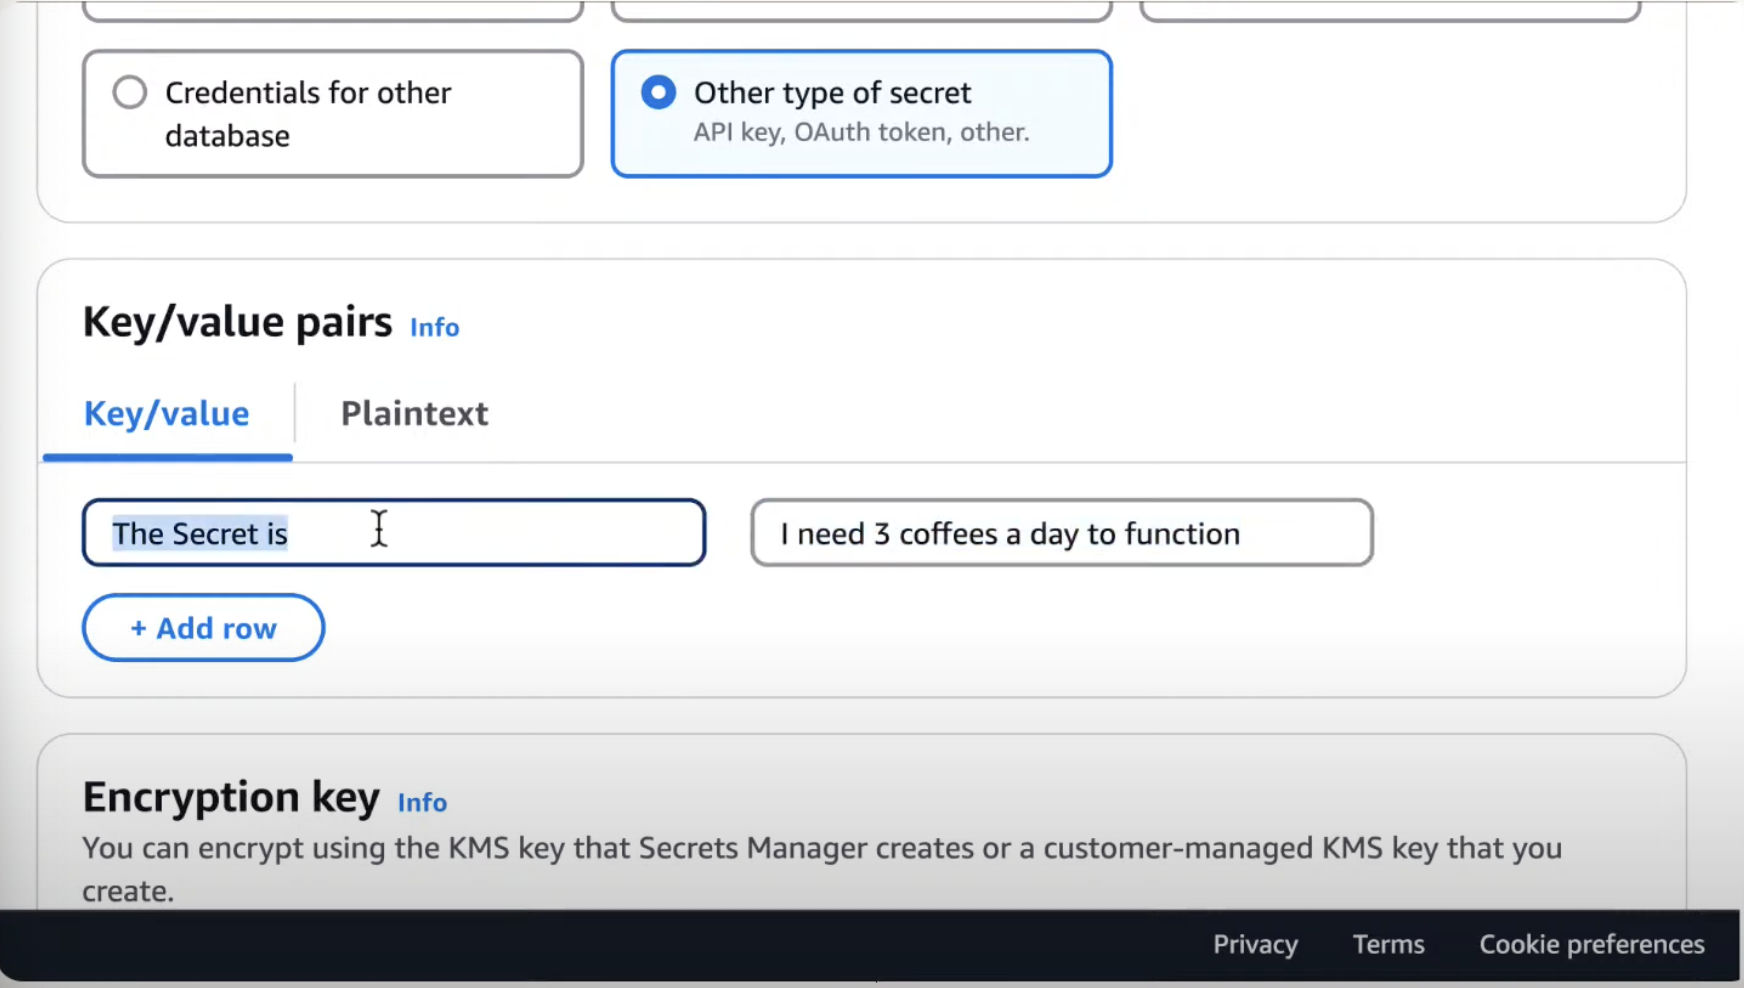 Credentials for other
database
Other type of secret
API key, OAuth token, other.
Key/value pairs Info
Key/value Plaintext
The Secret is I need 3 coffees a day to function
+ Add row
Encryption key Info
You can encrypt using the KMS key that Secrets Manager creates or a customer-managed KMS key that you
create.
Privacy Terms Cookie preferences